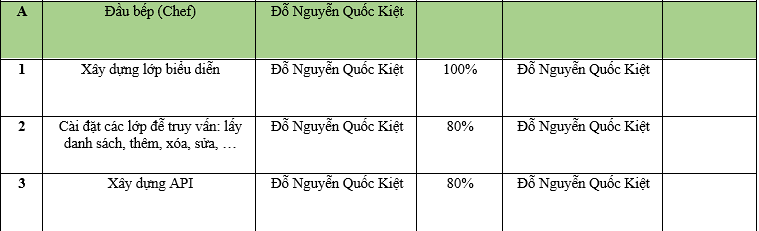 A Đầu bếp (Chef) Đỗ Nguyễn Quốc Kiệt
1 Xây dựng lớp biểu diễn Đỗ Nguyễn Quốc Kiệt 100% Đỗ Nguyễn Quốc Kiệt
2 Cài đặt các lớp để truy vấn: lấy Đỗ Nguyễn Quốc Kiệt 80% Đỗ Nguyễn Quốc Kiệt
danh sách, thêm, xóa, sửa, …
3 Xây dựng API Đỗ Nguyễn Quốc Kiệt 80% Đỗ Nguyễn Quốc Kiệt